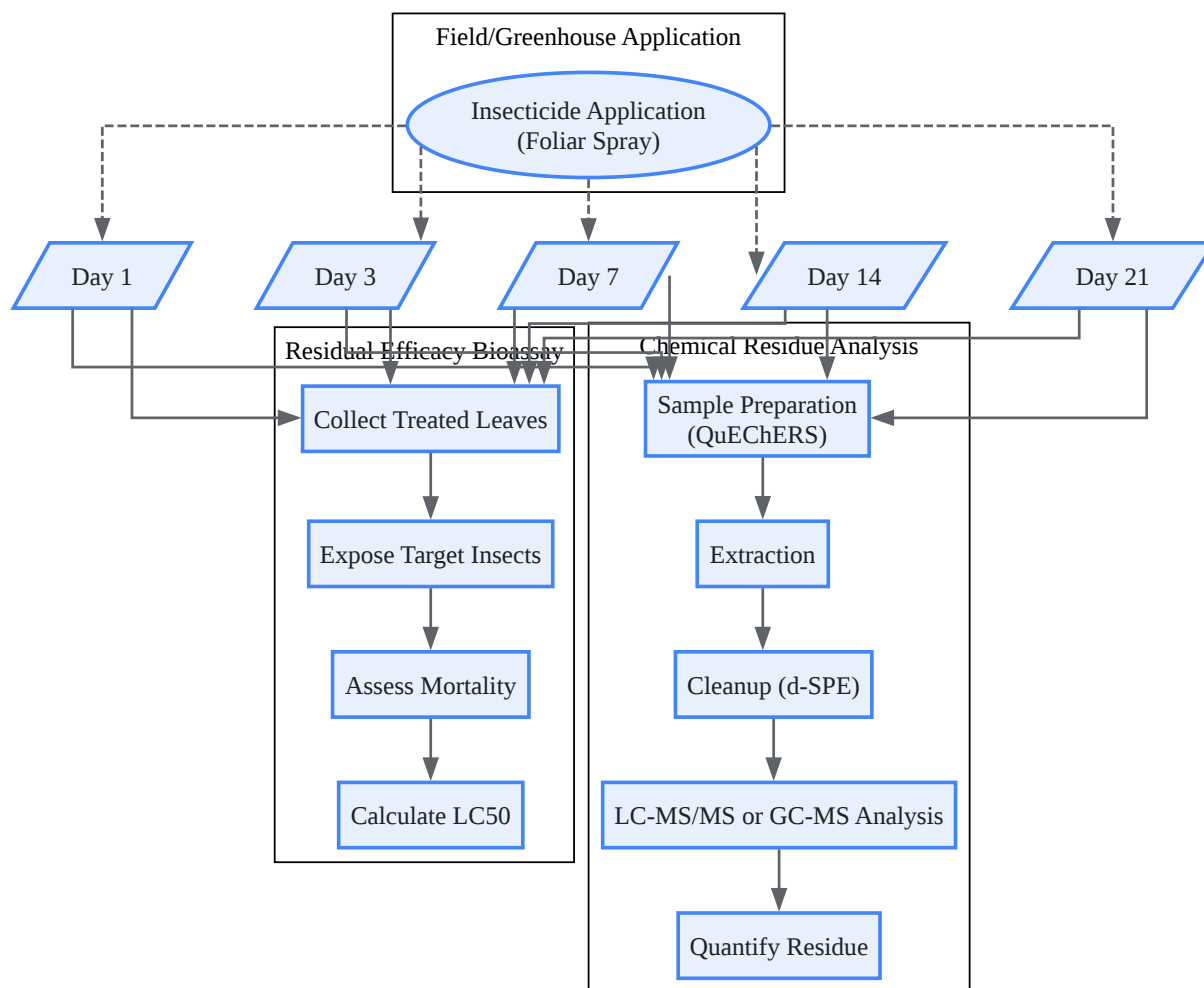 Field/Greenhouse Application
Insecticide Application
(Foliar Spray)
Day 1
Day 3
Day 7
Day 14
Day 21
Residual Efficacy Bioassay
Collect Treated Leaves
Expose Target Insects
Assess Mortality
Calculate LC50
Chemical Residue Analysis
Sample Preparation
(QuEChERS)
Extraction
Cleanup (d-SPE)
LC-MS/MS or GC-MS Analysis
Quantify Residue